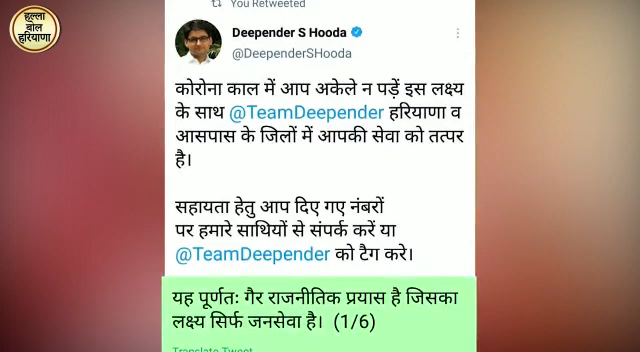 हल्ला
बोल
हरियाणा
You Retweeted
Deepender S Hooda
@DeependerSHooda
कोरोना काल में आप अकेले न पड़ें इस लक्ष्य
के साथ @TeamDeepender हरियाणा व
आसपास के जिलों में आपकी सेवा को तत्पर
है।
सहायता हेतु आप दिए गए नंबरों
पर हमारे साथियों से संपर्क करें या
@TeamDeepender को टैग करे।
यह पूर्णतः गैर राजनीतिक प्रयास है जिसका
लक्ष्य सिर्फ जनसेवा है। (1/6)
Translate Tweet